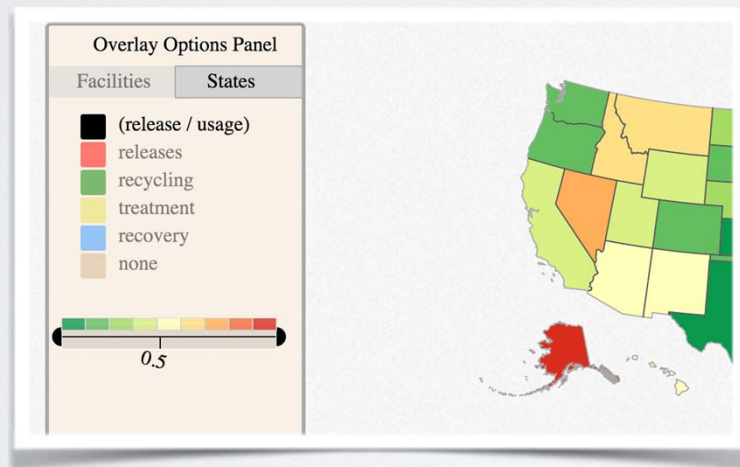 Overlay Options Panel
Facilities States
(release / usage)
releases
recycling
treatment
recovery
none
0.5